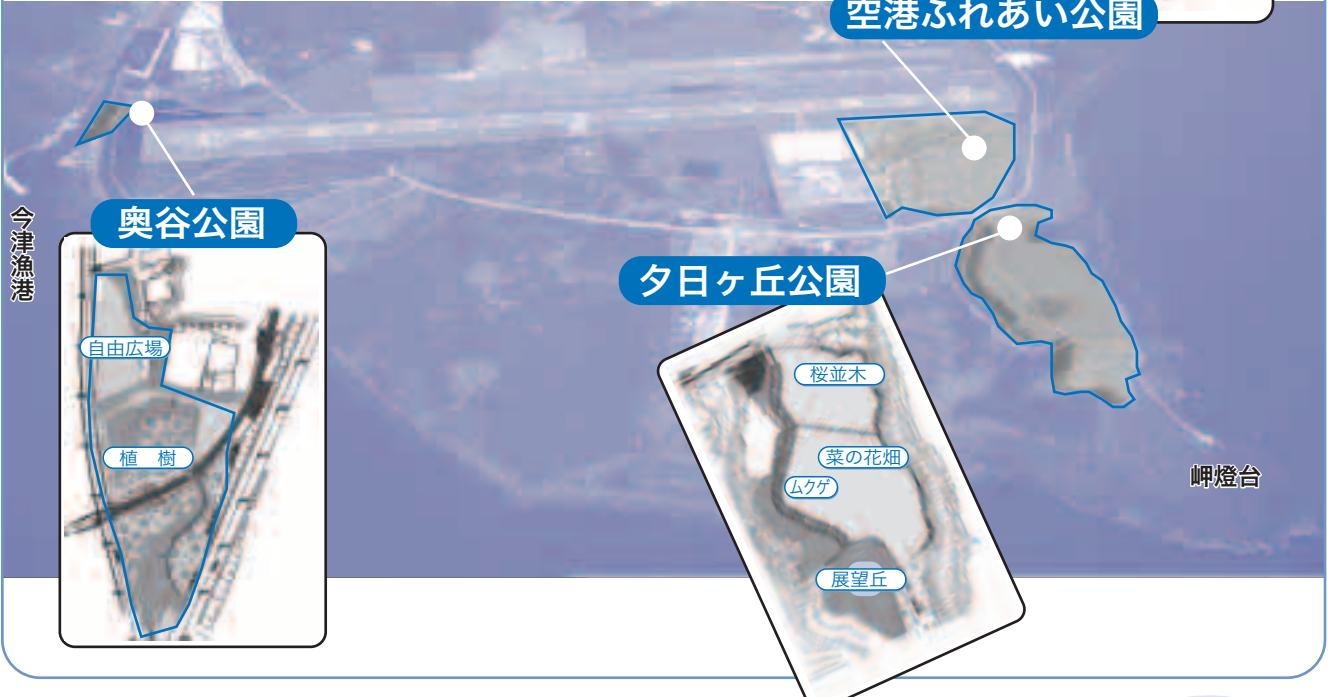 空港ふれあい公園
奥谷公園
今津漁港
夕日ヶ丘公園
自由広場
植 樹
桜並木
菜の花畑
ムクゲ
展望丘
岬燈台